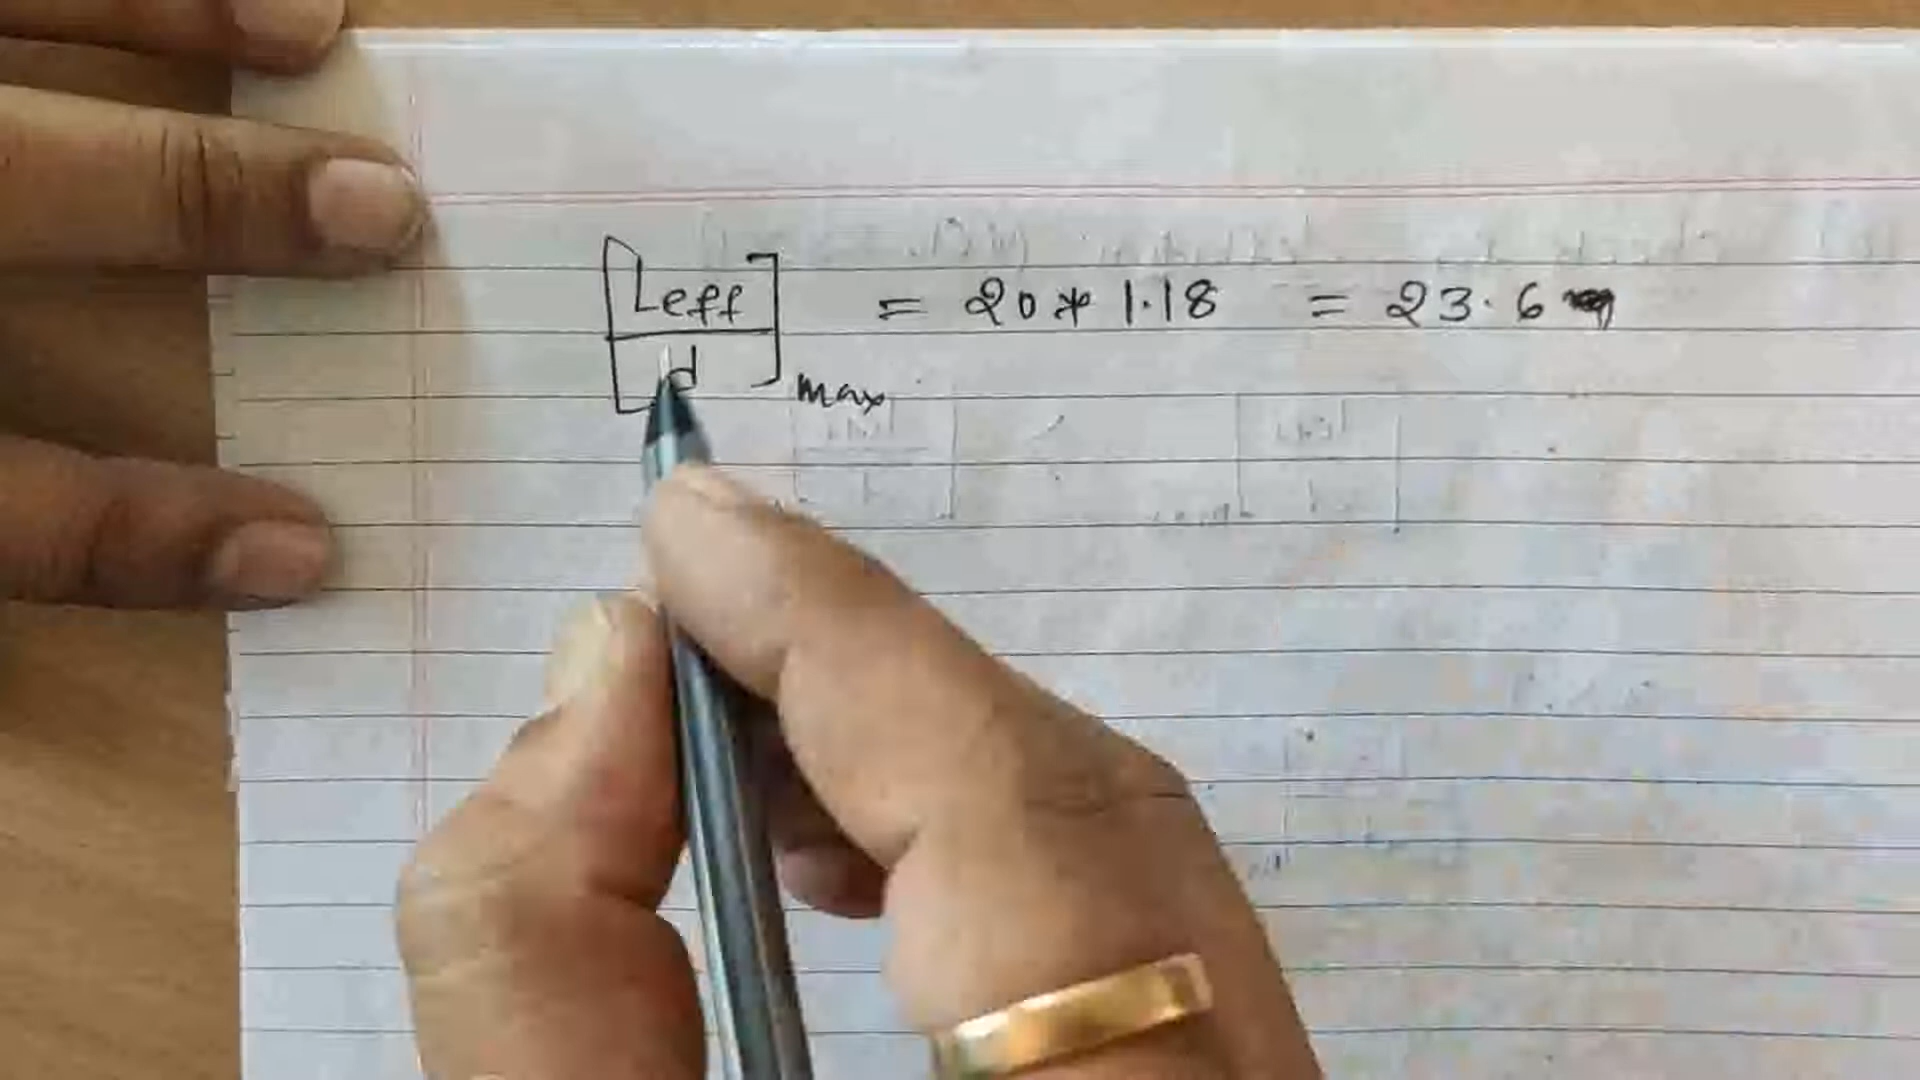 [Leff/d]max = 20 * 1.18 = 23.6